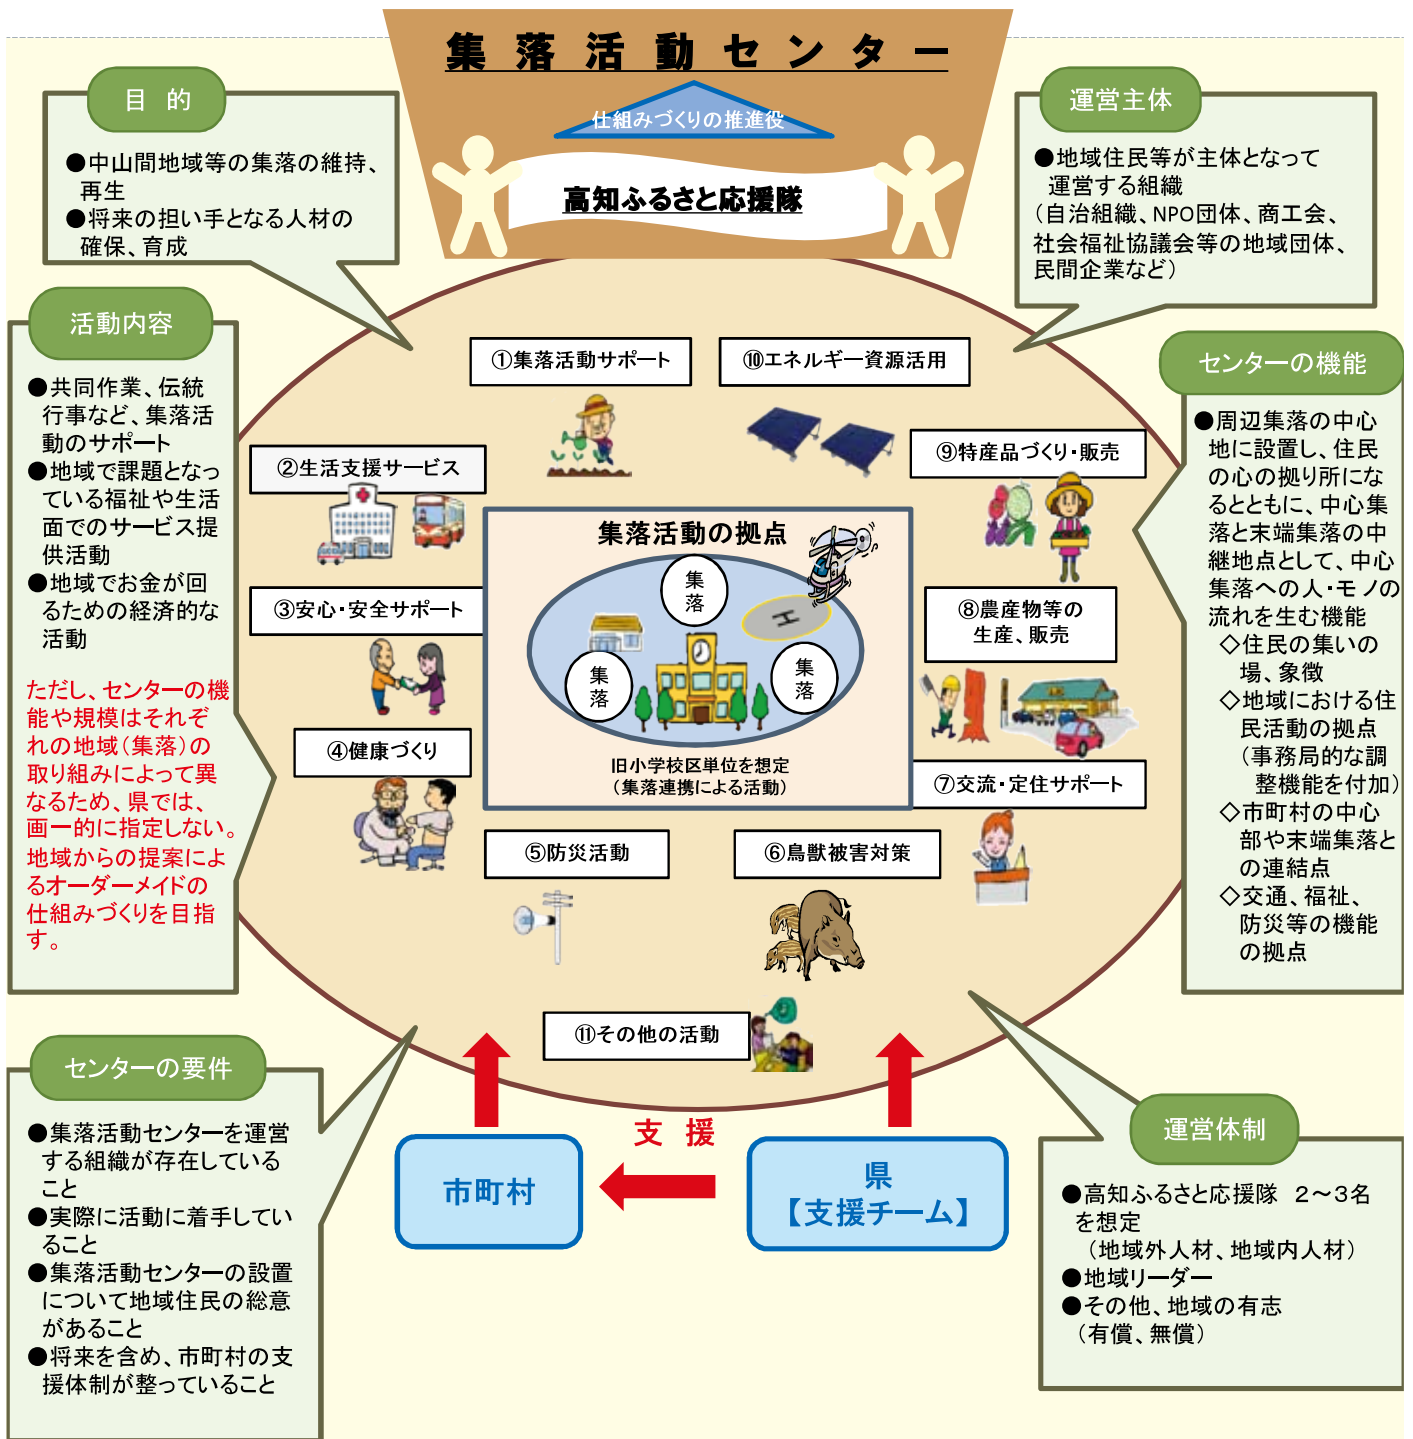 集落活動センター
仕組みづくりの推進役
高知ふるさと応援隊
目 的
●中山間地域等の集落の維持、
再生
●将来の担い手となる人材の
確保、育成
運営主体
●地域住民等が主体となって
運営する組織
（自治組織、NPO団体、商工会、
社会福祉協議会等の地域団体、
民間企業など）
活動内容
●共同作業、伝統
行事など、集落活
動のサポート
●地域で課題となっ
ている福祉や生活
面でのサービス提
供活動
●地域でお金が回
るための経済的な
活動
ただし、センターの機
能や規模はそれぞ
れの地域（集落）の
取り組みによって異
なるため、県では、
画一的に指定しない。
地域からの提案によ
るオーダーメイドの
仕組みづくりを目指
す。
センターの機能
●周辺集落の中心
地に設置し、住民
の心の拠り所にな
るとともに、中心集
落と末端集落の中
継地点として、中心
集落への人・モノの
流れを生む機能
◇住民の集いの
場、象徴
◇地域における住
民活動の拠点
（事務局的な調
整機能を付加）
◇市町村の中心
部や末端集落と
の連結点
◇交通、福祉、
防災等の機能
の拠点
①集落活動サポート
⑩エネルギー資源活用
②生活支援サービス
⑨特産品づくり・販売
③安心・安全サポート
⑧農産物等の
生産、販売
④健康づくり
⑦交流・定住サポート
⑤防災活動
⑥鳥獣被害対策
⑪その他の活動
集落活動の拠点
集落
集落
集落
H
旧小学校区単位を想定
（集落連携による活動）
センターの要件
●集落活動センターを運営
する組織が存在している
こと
●実際に活動に着手してい
ること
●集落活動センターの設置
について地域住民の総意
があること
●将来を含め、市町村の支
援体制が整っていること
支 援
市町村
県
【支援チーム】
運営体制
●高知ふるさと応援隊 2～3名
を想定
（地域外人材、地域内人材）
●地域リーダー
●その他、地域の有志
（有償、無償）